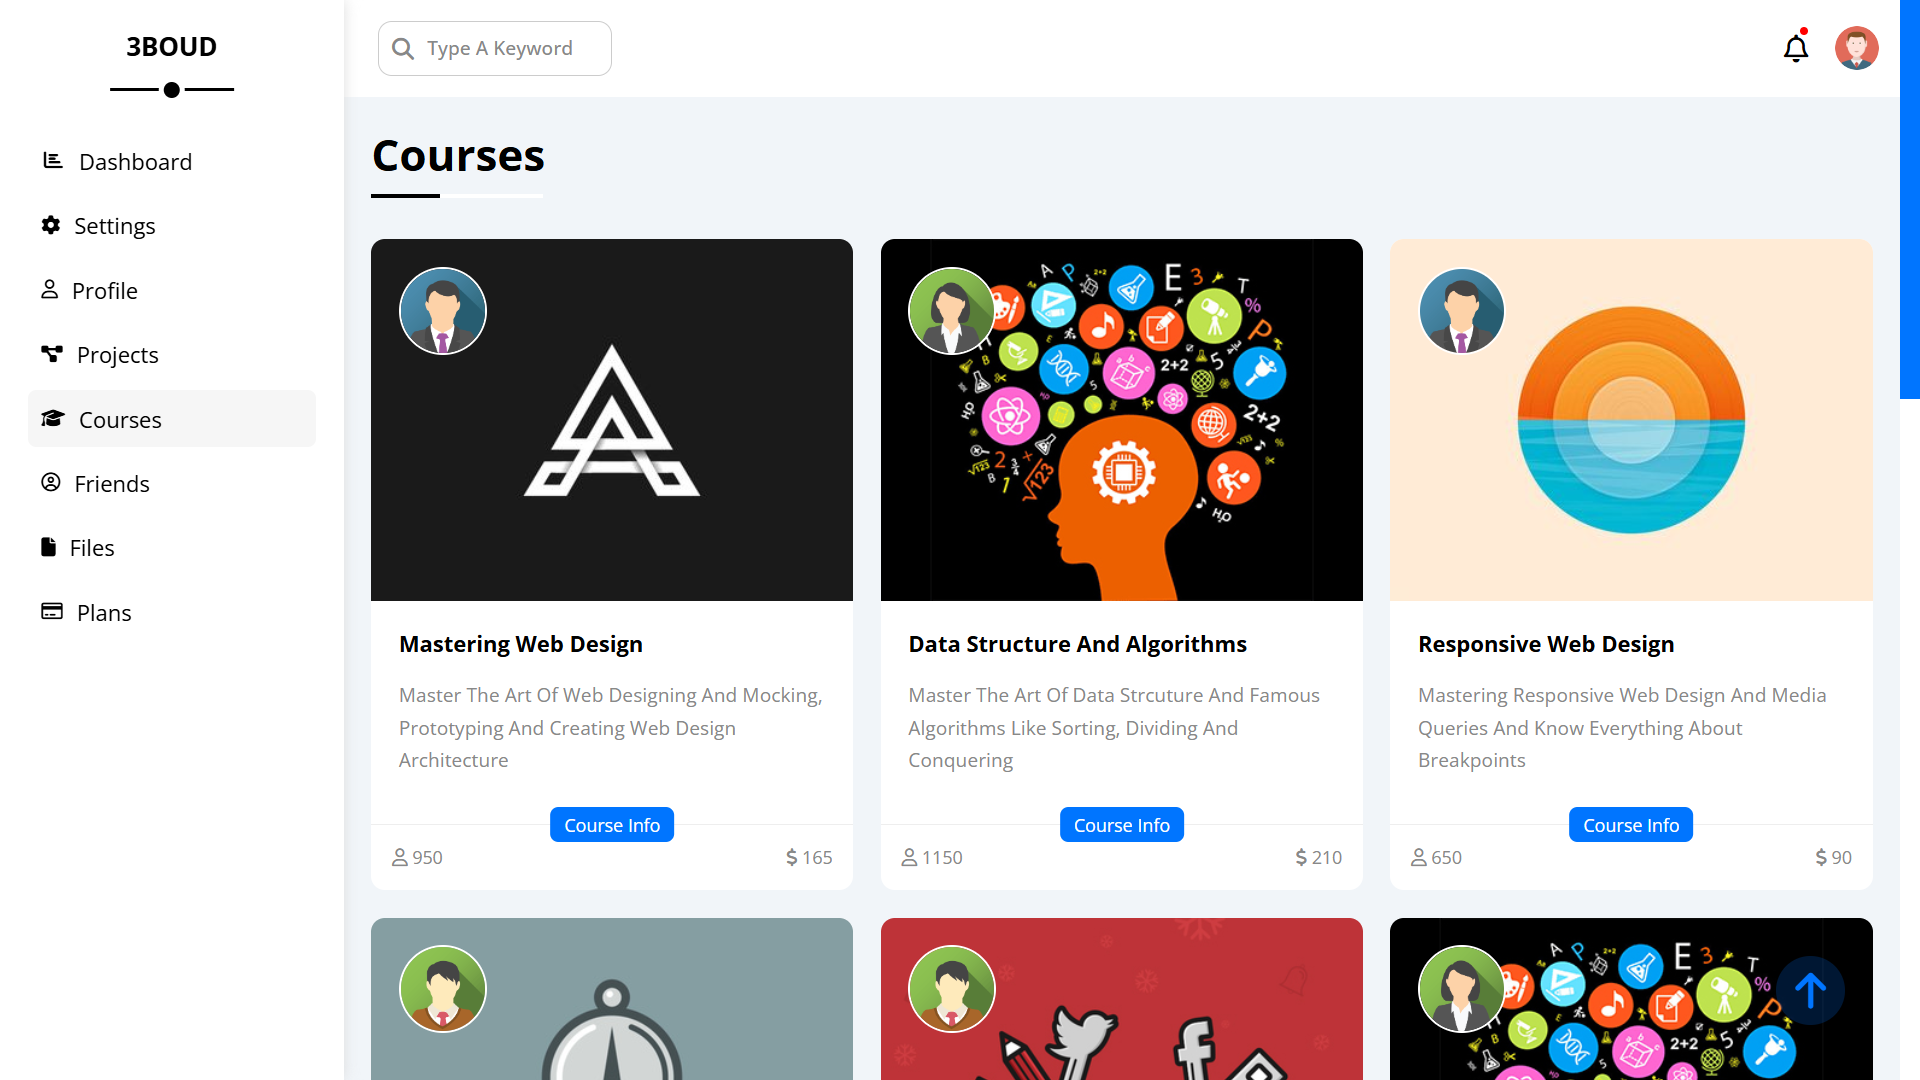 3BOUD
Type A Keyword
Dashboard
Settings
Profile
Projects
Courses
Friends
Files
Plans
Courses
Mastering Web Design
Master The Art Of Web Designing And Mocking,
Prototyping And Creating Web Design
Architecture
Course Info
950
$ 165
Data Structure And Algorithms
Master The Art Of Data Strcuture And Famous
Algorithms Like Sorting, Dividing And
Conquering
Course Info
1150
$ 210
Responsive Web Design
Mastering Responsive Web Design And Media
Queries And Know Everything About
Breakpoints
Course Info
650
$ 90